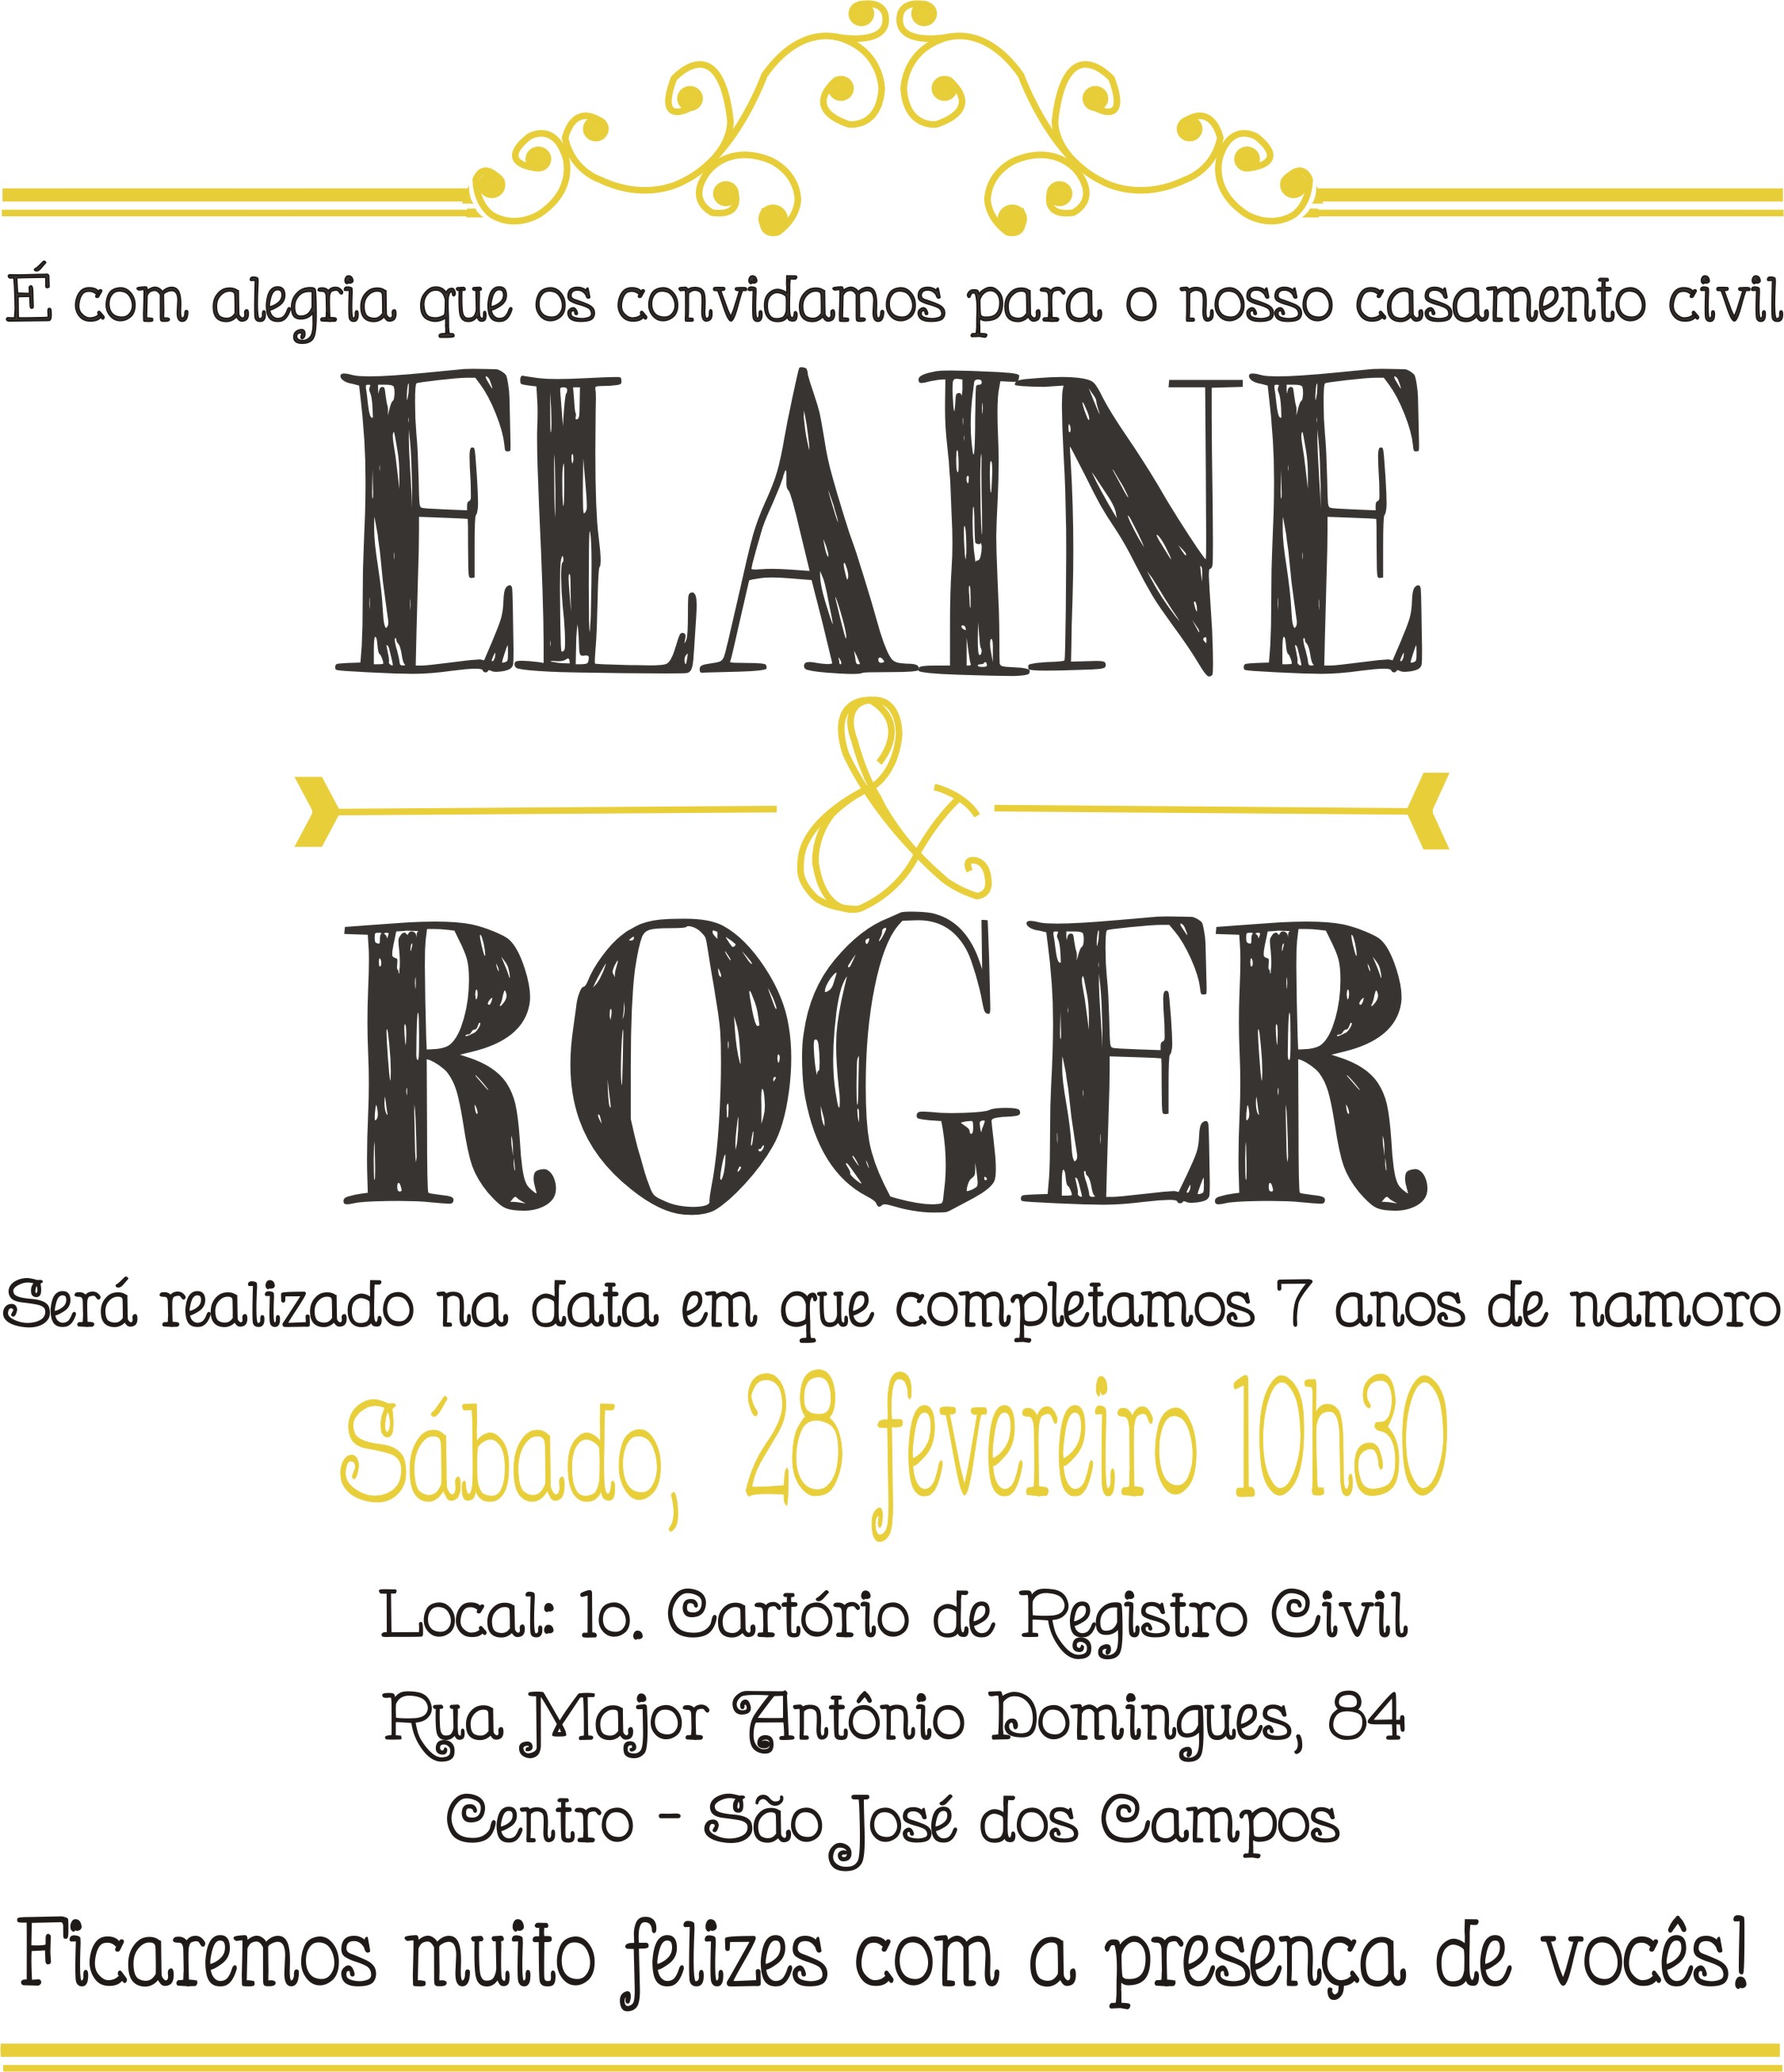 É com alegria que os convidamos para o nosso casamento civil
ELAINE
&
ROGER
Será realizado na data em que completamos 7 anos de namoro
Sábado, 28 fevereiro 10h30
Local: 1o. Cartório de Registro Civil
Rua Major Antônio Domingues, 84
Centro - São José dos Campos
Ficaremos muito felizes com a presença de vocês!